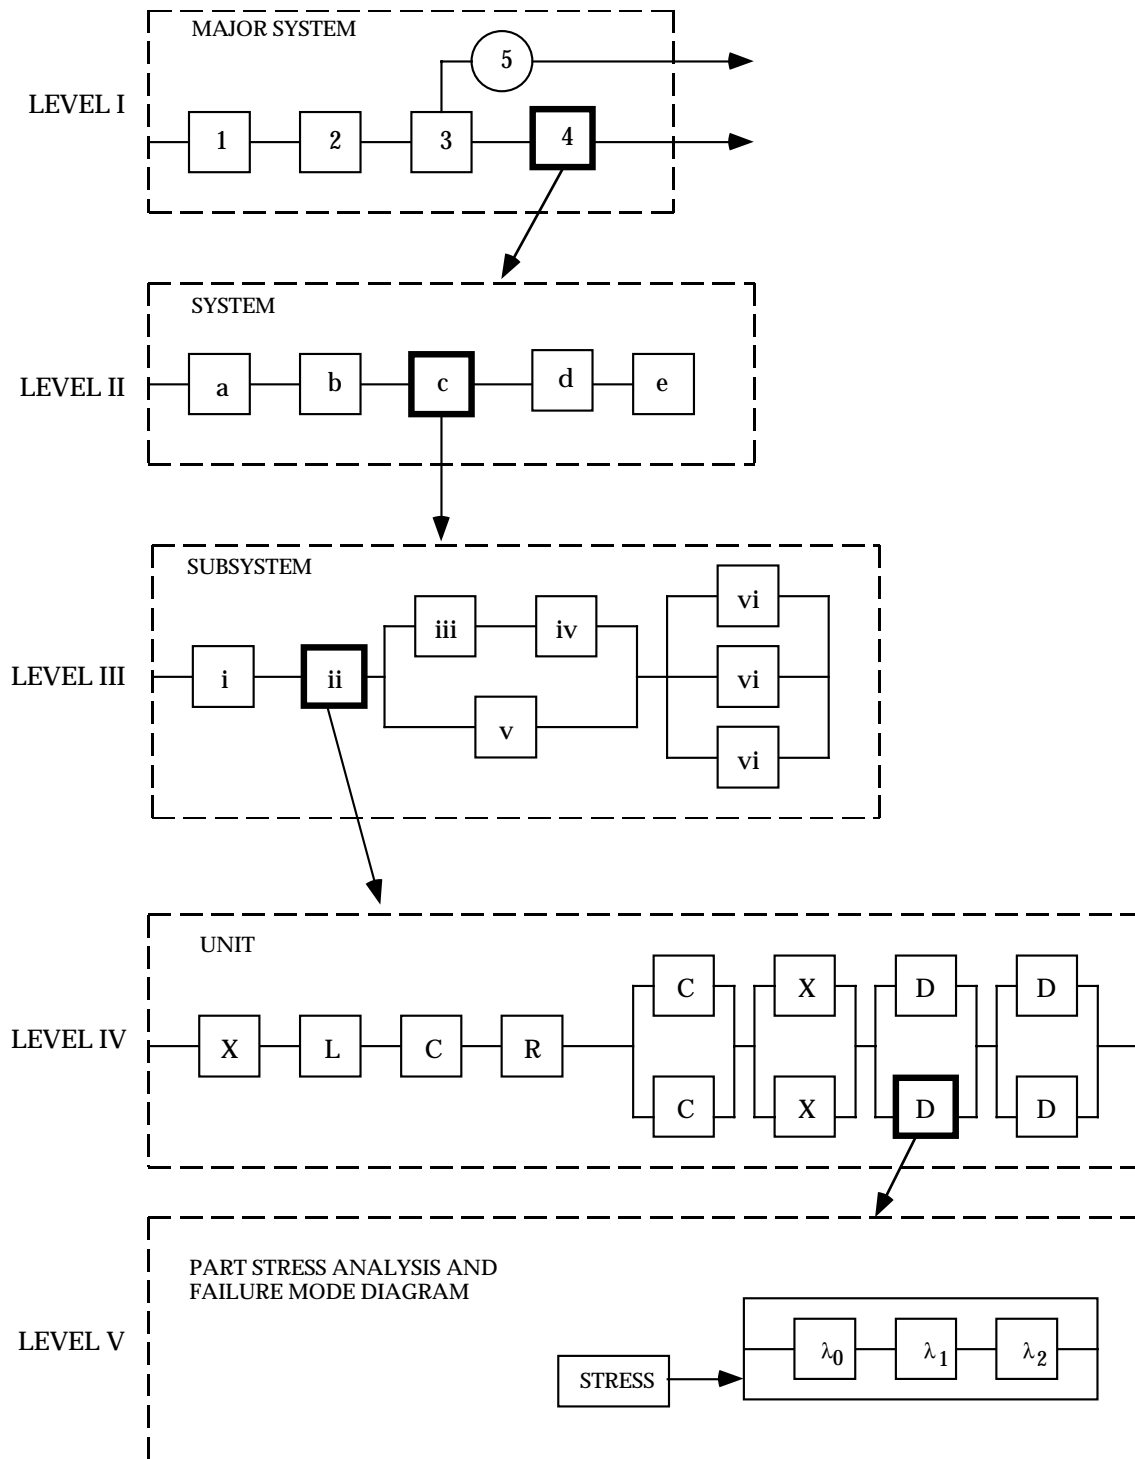 MAJOR SYSTEM
5
LEVEL I
1 2 3 4
SYSTEM
LEVEL II
a b c d e
SUBSYSTEM
vi
iii iv
LEVEL III
i ii vi
v
vi
UNIT
C X D D
LEVEL IV
X L C R
C X D D
PART STRESS ANALYSIS AND
FAILURE MODE DIAGRAM
LEVEL V
λ0 λ1 λ2
STRESS